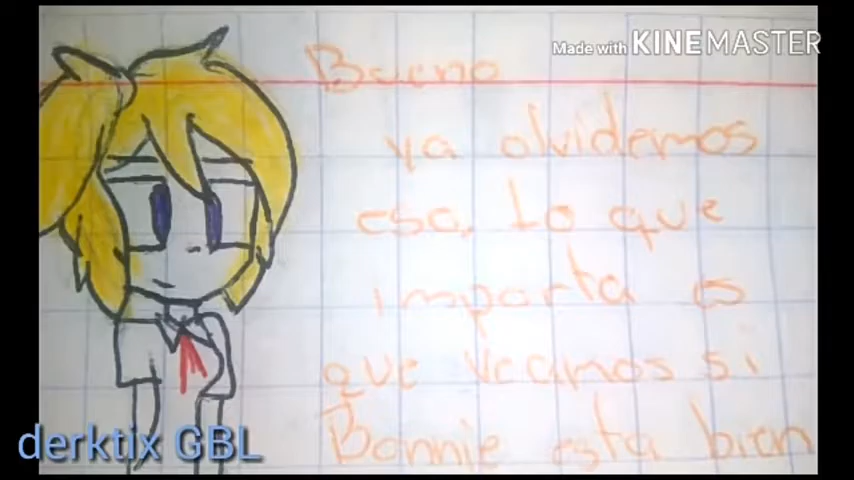 Made with KINEMASTER
Bueno
ya olvidemos
eso, lo que
importa es
que veamos si
Bonnie esta bien
derktix GBL